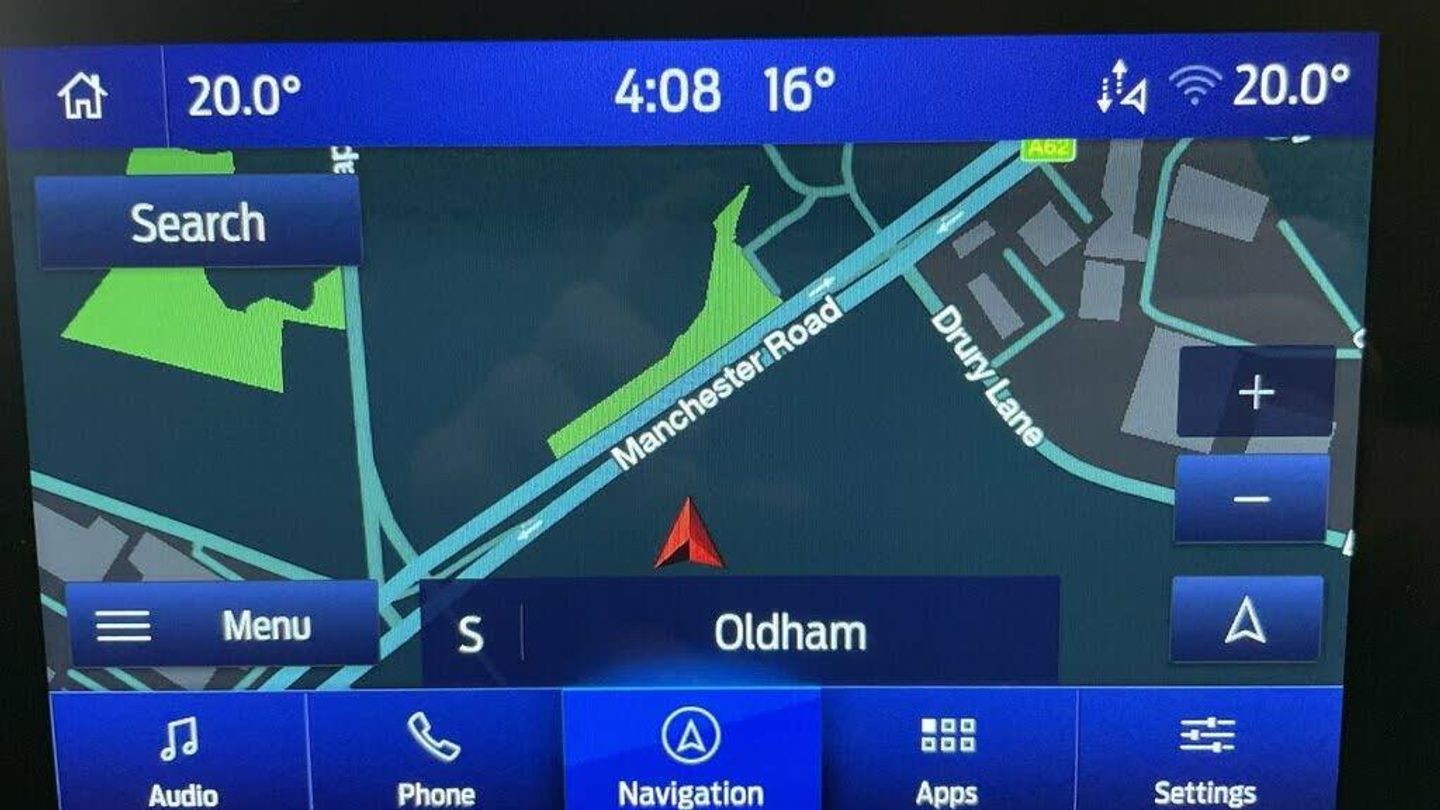 20.0°
4:08 16°
20.0°
A62
Search
Manchester Road
Drury Lane
+
−
Menu
S
Oldham
Audio
Phone
Navigation
Apps
Settings